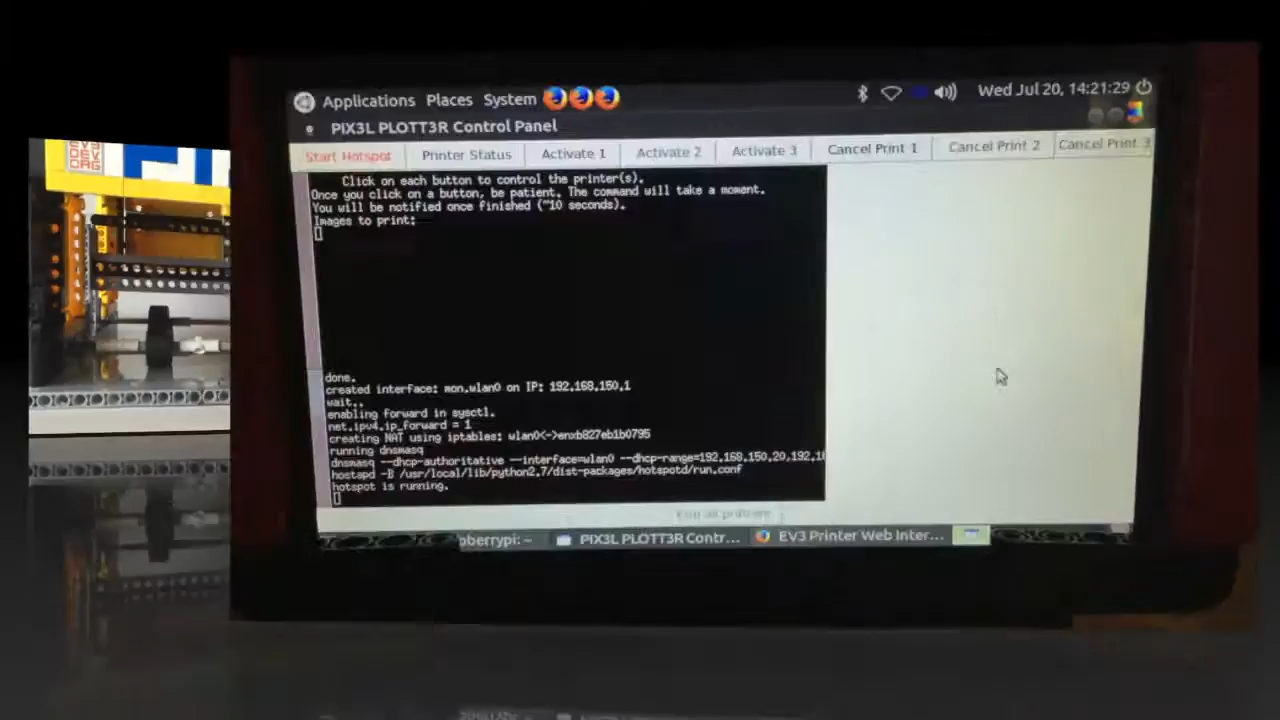 Applications Places System
Wed Jul 20, 14:21:29
PIX3L PLOTT3R Control Panel
Start Hotspot
Printer Status
Activate 1
Activate 2
Activate 3
Cancel Print 1
Cancel Print 2
Cancel Print 3
Click on each button to control the printer(s).
Once you click on a button, be patient. The command will take a moment.
You will be notified once finished (~10 seconds).
Images to print:
done.
created interface: mon.wlan0 on IP: 192.168.150.1
wait..
enabling forward in sysctl.
net.ipv4.ip_forward = 1
creating NAT using iptables: wlan0<->enxb827eb1b0795
running dnsmasq
dnsmasq --dhcp-authoritative --interface=wlan0 --dhcp-range=192.168.150.20,192.1
hostapd -B /usr/local/lib/python2.7/dist-packages/hotspotd/run.conf
hotspot is running.
pberrypi: ~
PIX3L PLOTT3R Contr...
EV3 Printer Web Inter...